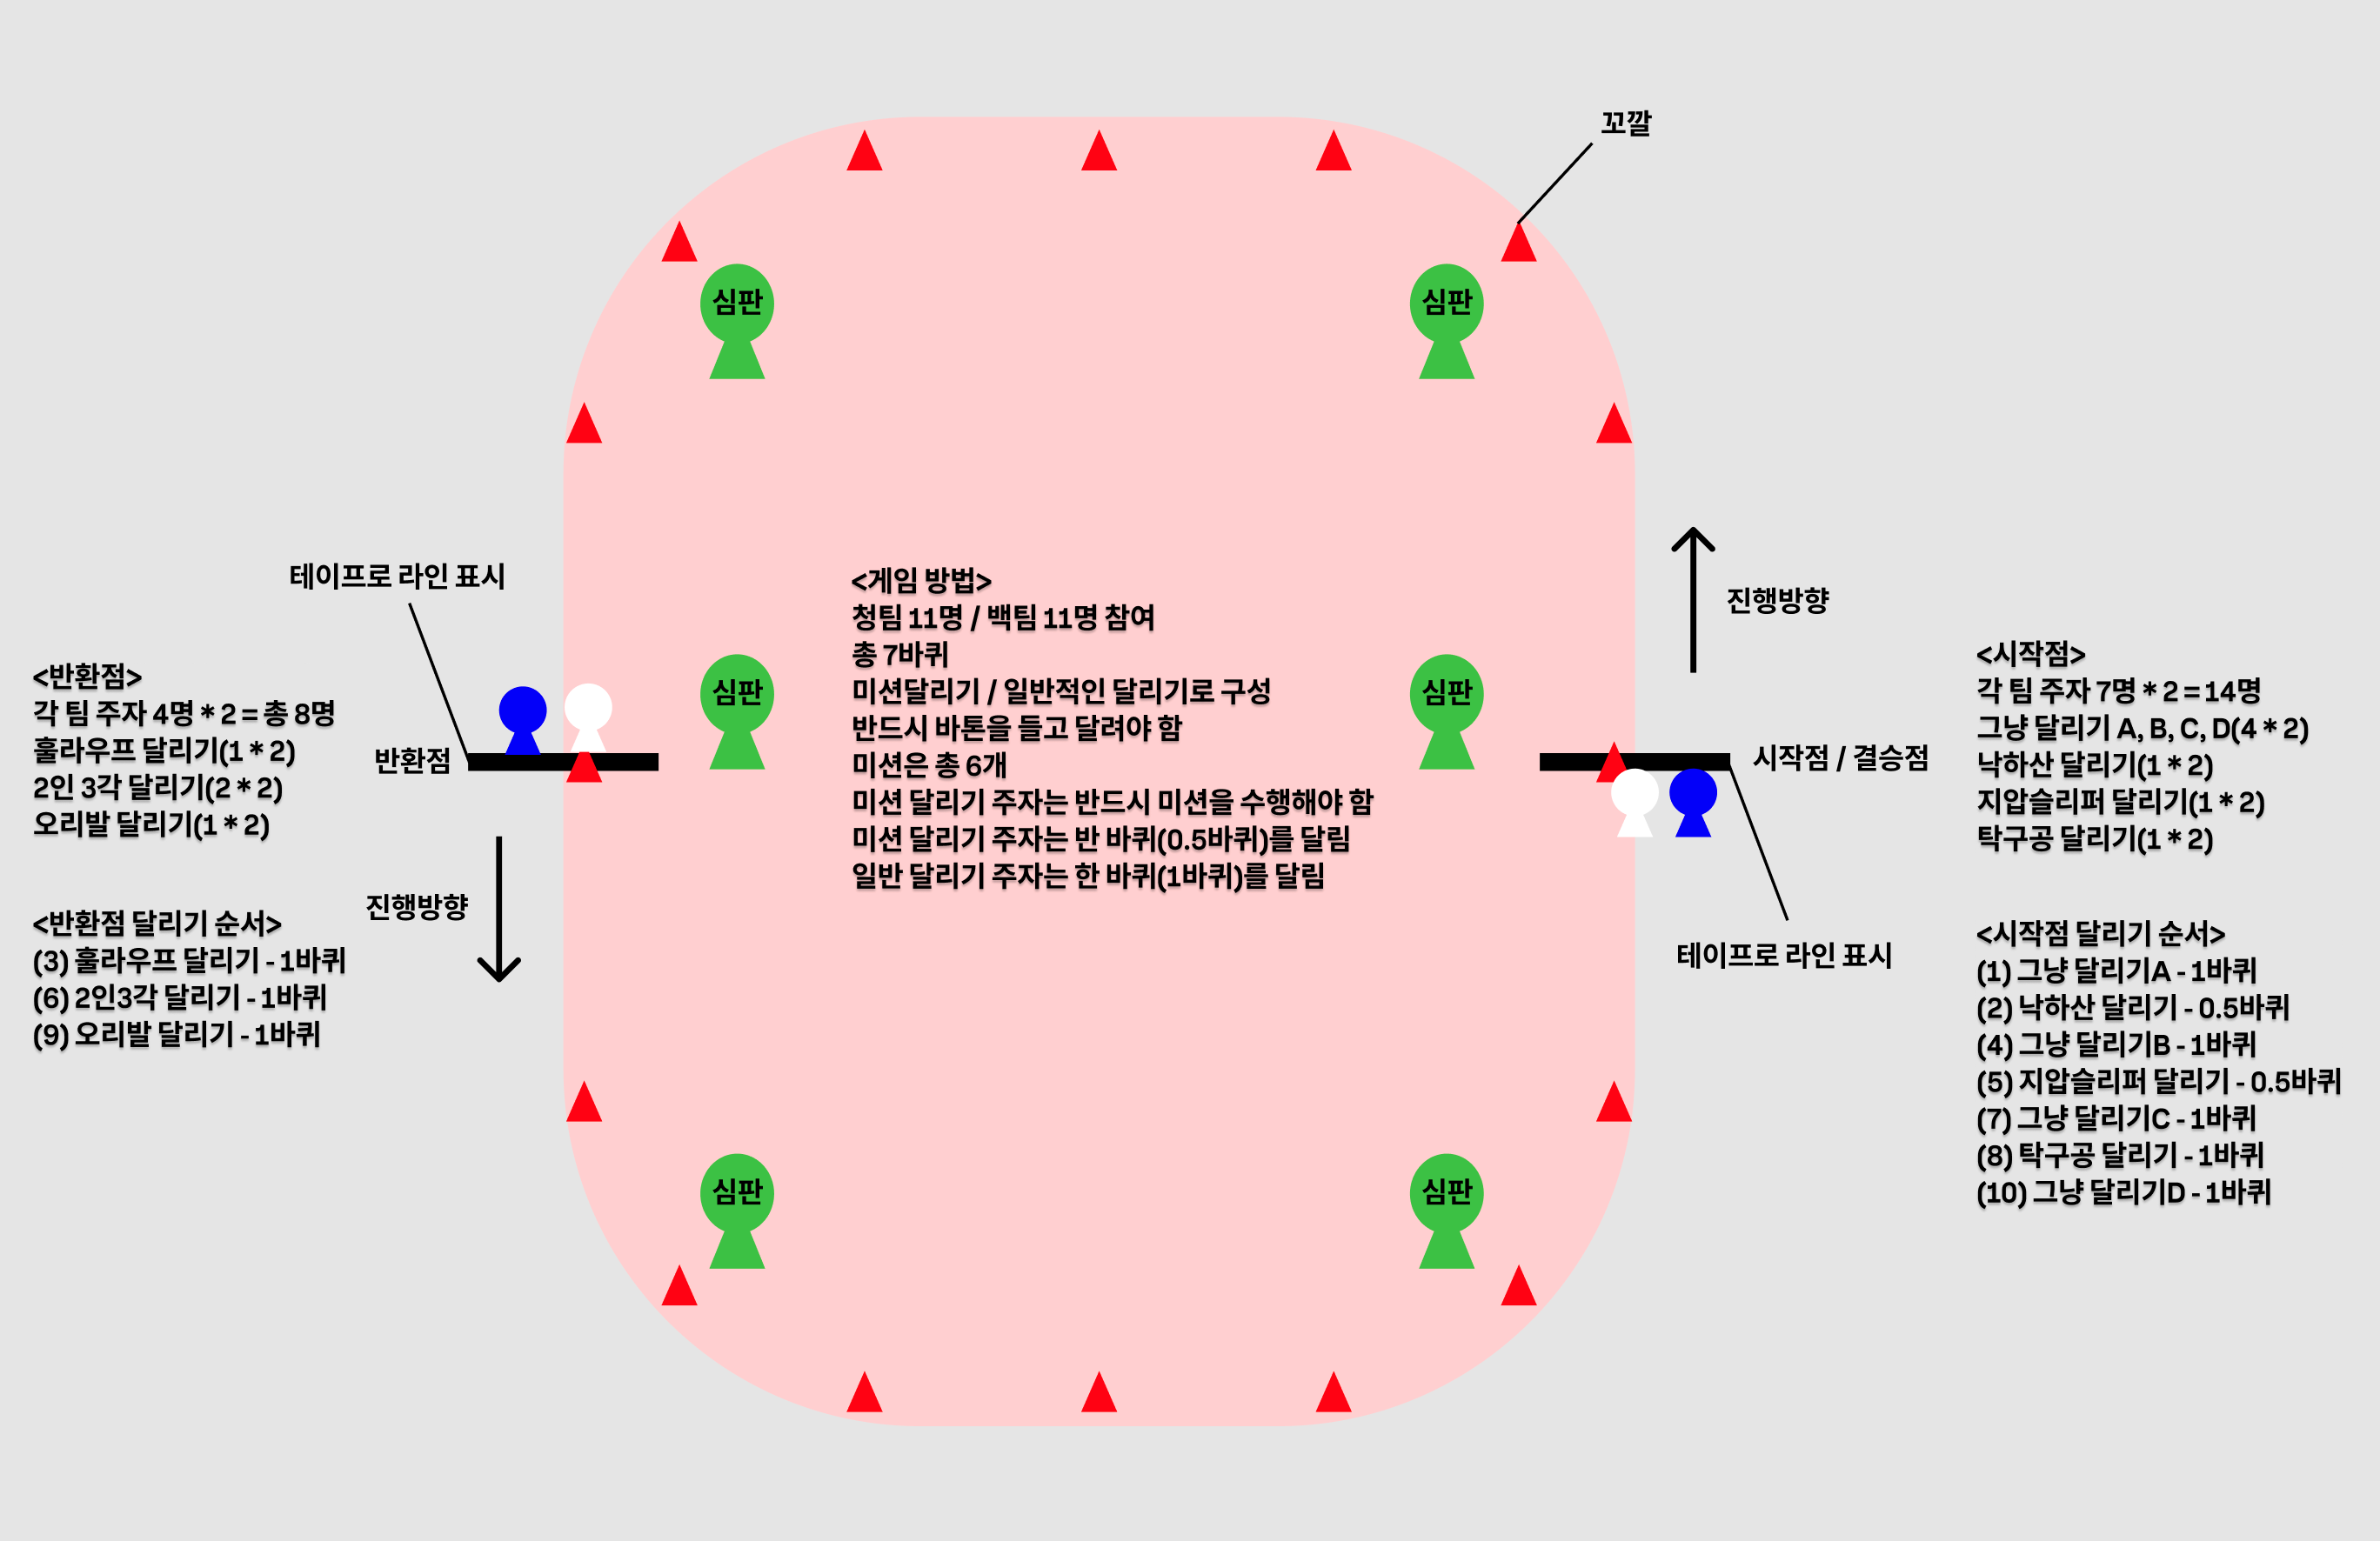 꼬깔
심판
심판
진행방향
테이프로 라인 표시
<게임 방법>
청팀 11명 / 백팀 11명 참여
총 7바퀴
미션달리기 / 일반적인 달리기로 구성
반드시 바톤을 들고 달려야 함
미션은 총 6개
미션 달리기 주자는 반드시 미션을 수행해야 함
미션 달리기 주자는 반 바퀴(0.5바퀴)를 달림
일반 달리기 주자는 한 바퀴(1바퀴)를 달림
<반환점>
각 팀 주자 4명 * 2 = 총 8명
훌라우프 달리기(1 * 2)
2인 3각 달리기(2 * 2)
오리발 달리기(1 * 2)
반환점
심판
심판
시작점 / 결승점
<시작점>
각 팀 주자 7명 * 2 = 14명
그냥 달리기 A, B, C, D(4 * 2)
낙하산 달리기(1 * 2)
지압슬리퍼 달리기(1 * 2)
탁구공 달리기(1 * 2)
진행방향
<반환점 달리기 순서>
(3) 훌라우프 달리기 - 1바퀴
(6) 2인3각 달리기 - 1바퀴
(9) 오리발 달리기 - 1바퀴
테이프로 라인 표시
<시작점 달리기 순서>
(1) 그냥 달리기A - 1바퀴
(2) 낙하산 달리기 - 0.5바퀴
(4) 그냥 달리기B - 1바퀴
(5) 지압슬리퍼 달리기 - 0.5바퀴
(7) 그냥 달리기C - 1바퀴
(8) 탁구공 달리기 - 1바퀴
(10) 그냥 달리기D - 1바퀴
심판
심판